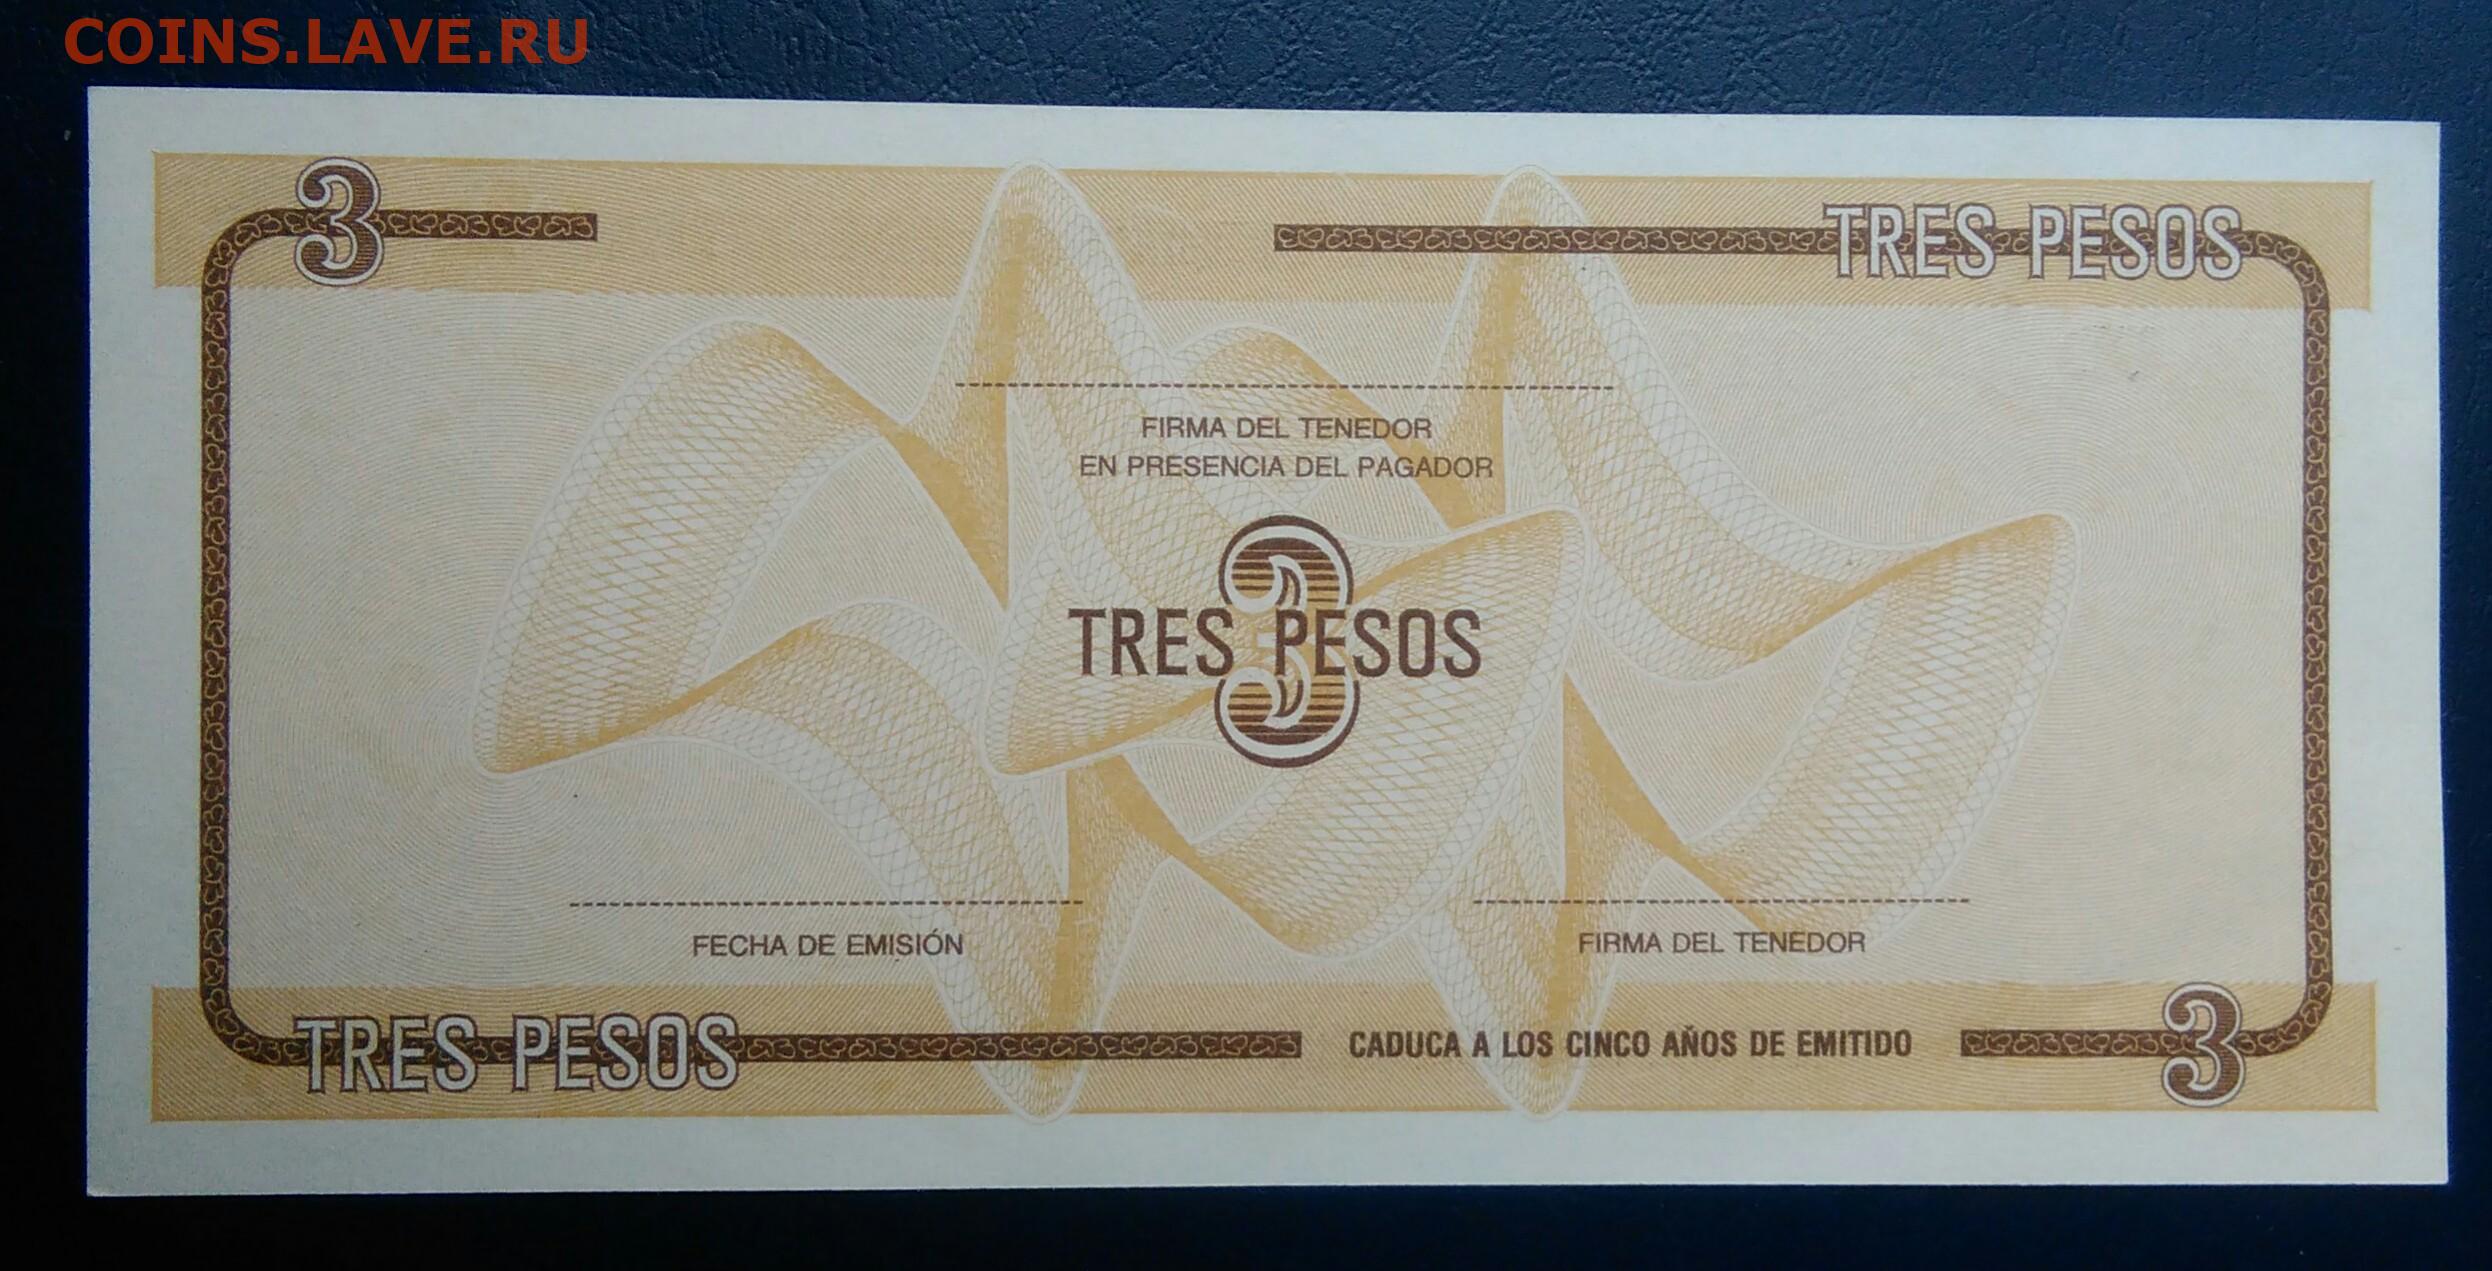 COINS.LAVE.RU
3
TRES PESOS
FIRMA DEL TENEDOR
EN PRESENCIA DEL PAGADOR
3
TRES PESOS
FECHA DE EMISIÓN
FIRMA DEL TENEDOR
TRES PESOS
CADUCA A LOS CINCO AÑOS DE EMITIDO
3